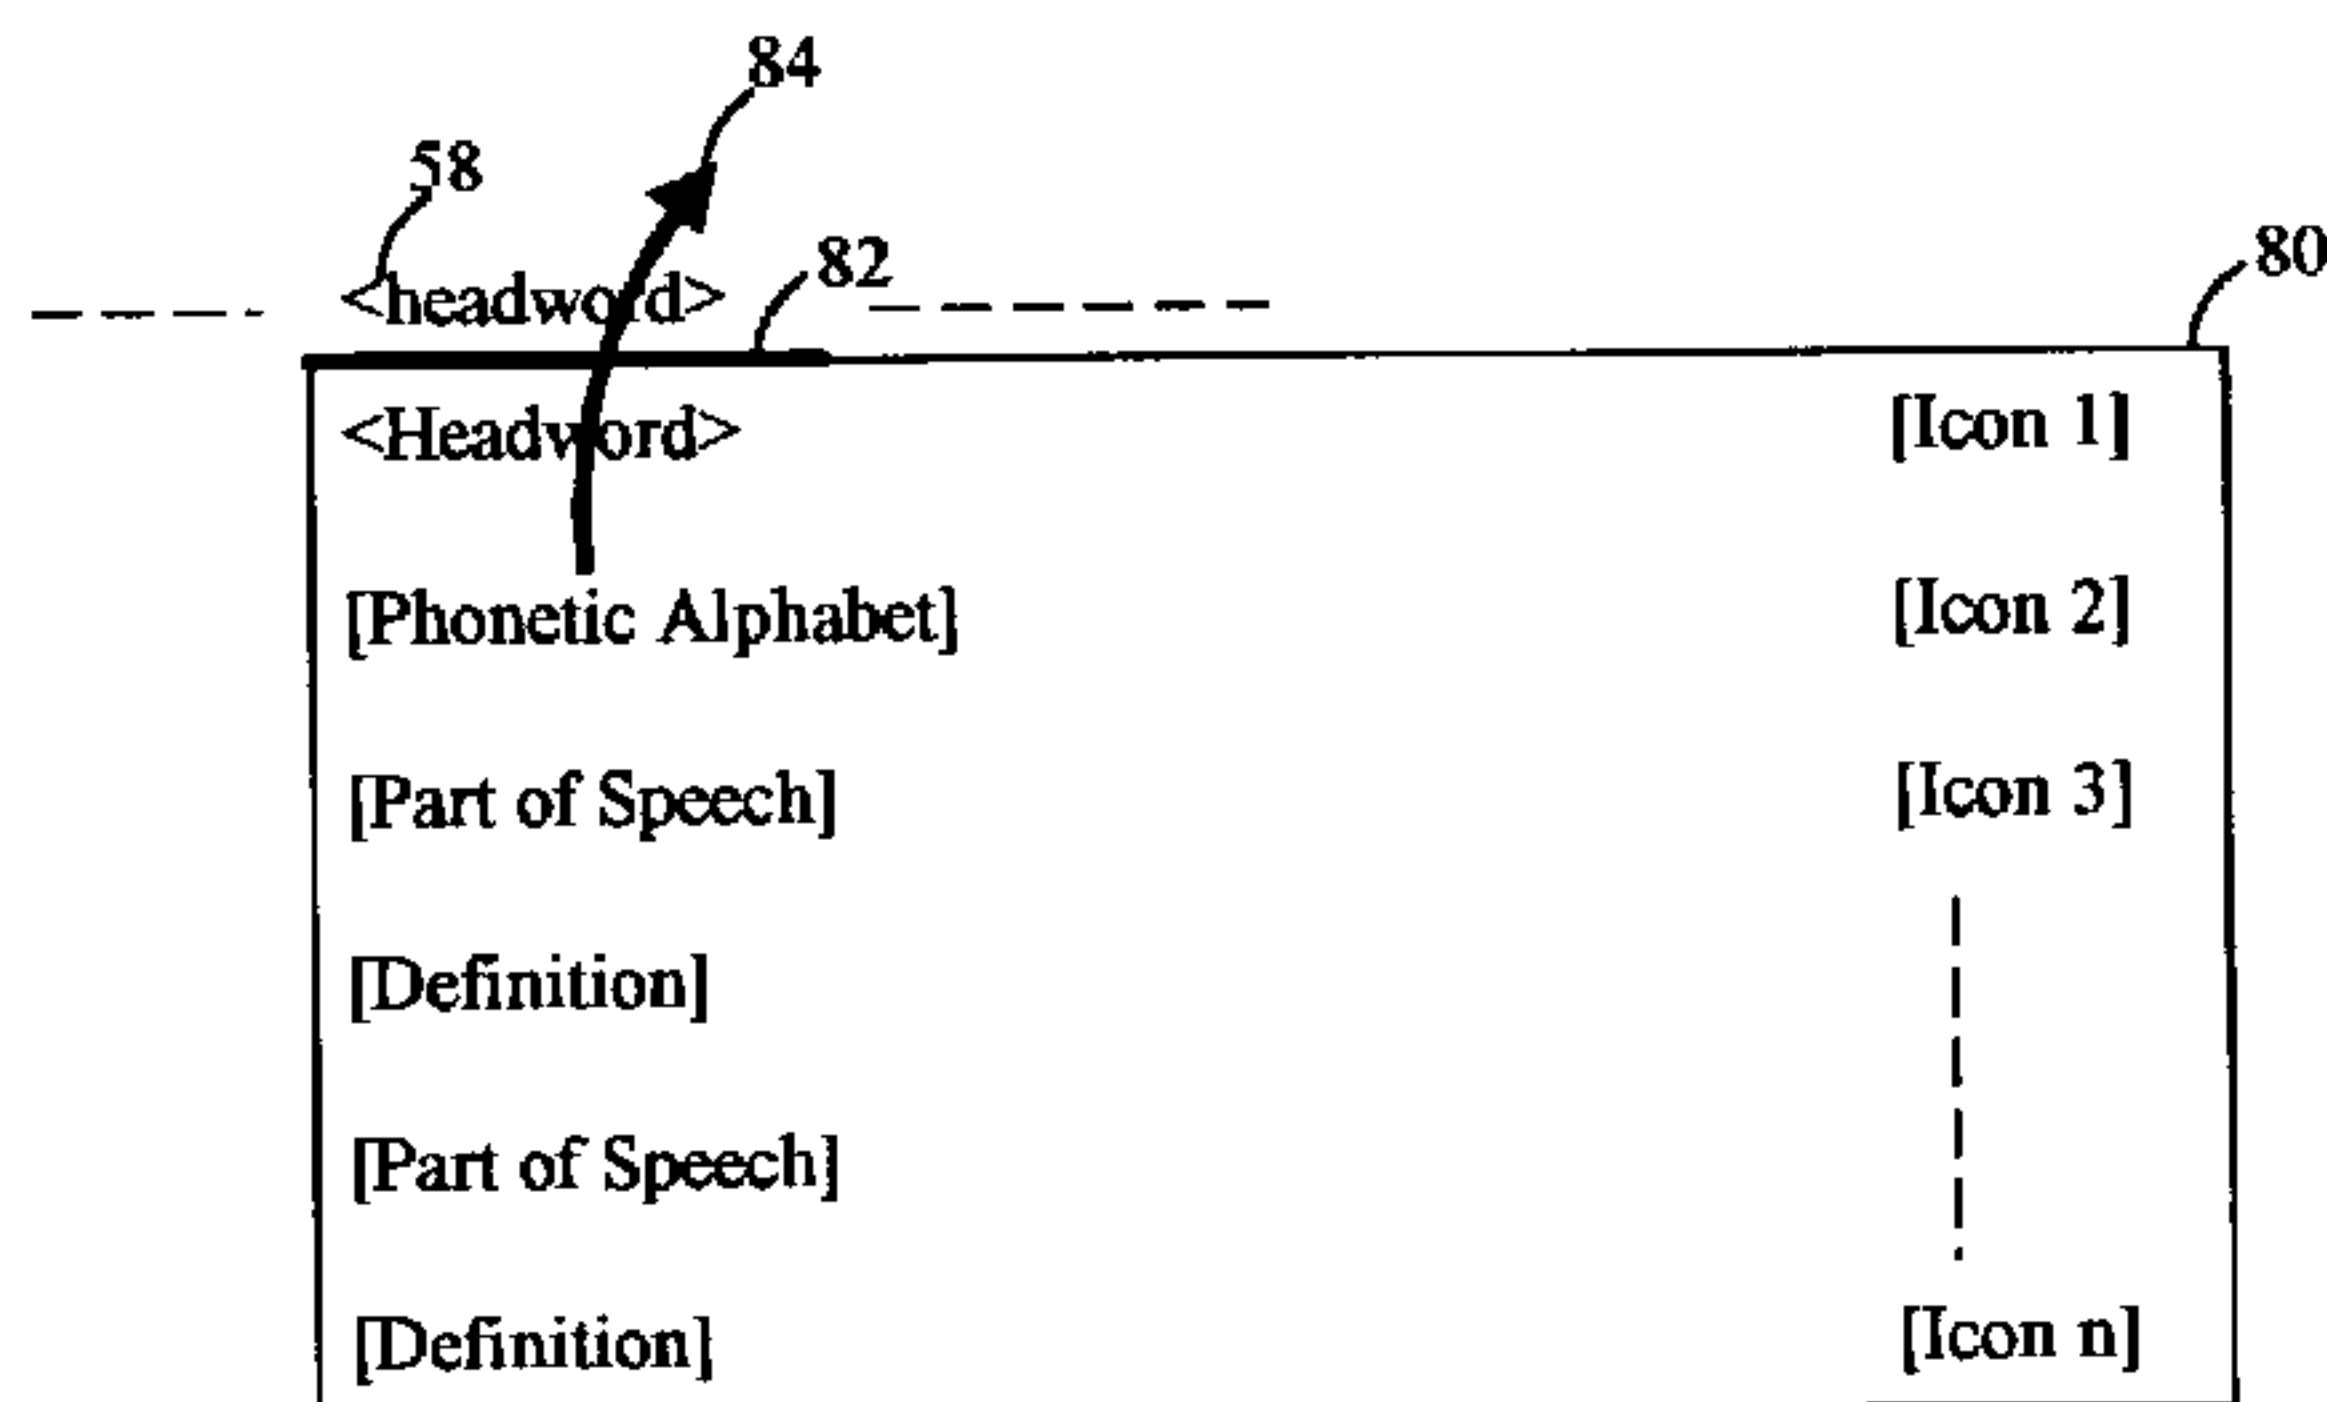 84
58
82
80
<headword>
<Headword> [Icon 1]
[Phonetic Alphabet] [Icon 2]
[Part of Speech] [Icon 3]
[Definition]
[Part of Speech]
[Definition] [Icon n]